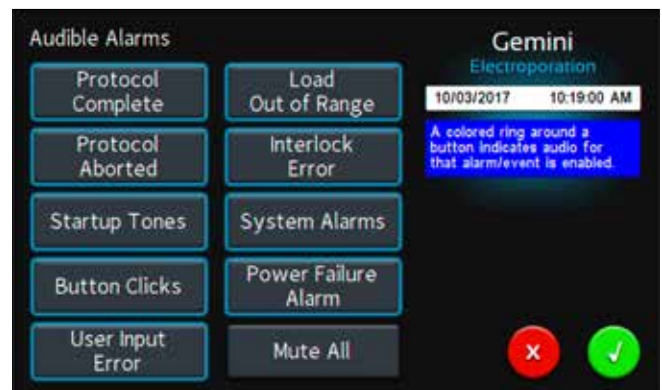 Audible Alarms
Protocol
Complete
Load
Out of Range
Protocol
Aborted
Interlock
Error
Startup Tones
System Alarms
Button Clicks
Power Failure
Alarm
User Input
Error
Mute All
Gemini
Electroporation
10/03/2017 10:19:00 AM
A colored ring around a
button indicates audio for
that alarm/event is enabled.